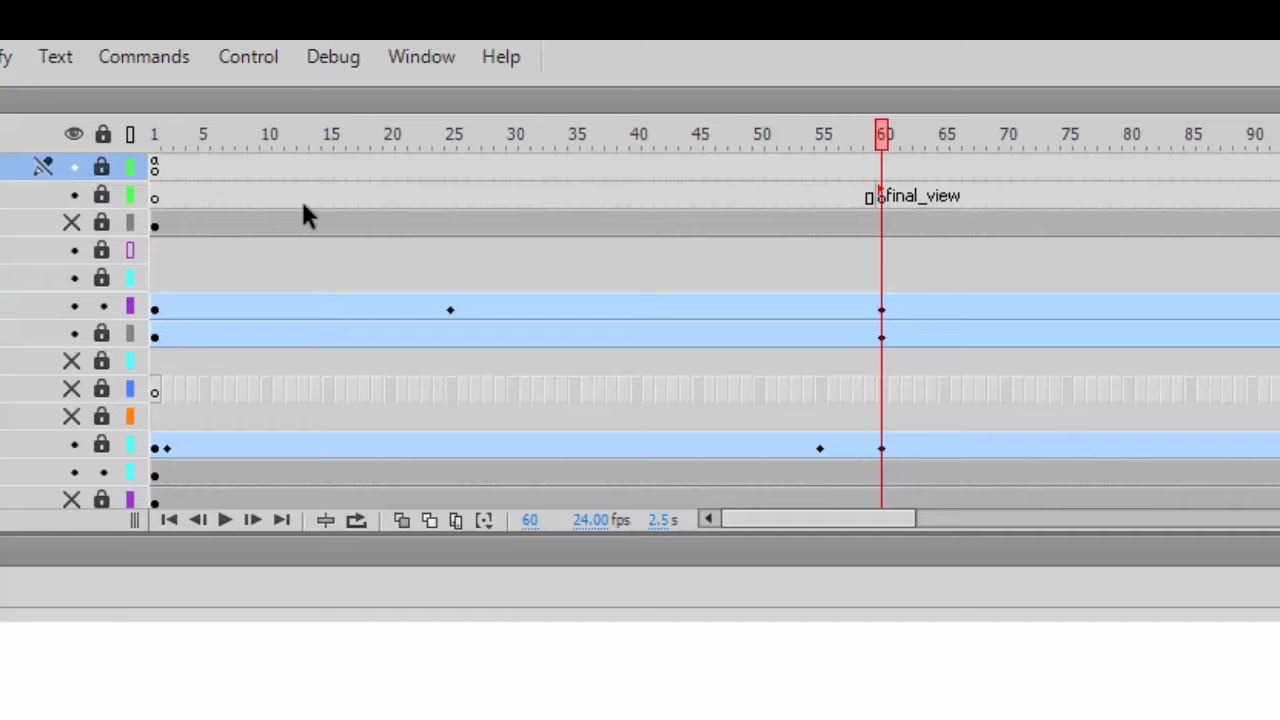 fy Text Commands Control Debug Window Help
1 5 10 15 20 25 30 35 40 45 50 55 60 65 70 75 80 85 90
a
final_view
60 24.00 fps 2.5 s